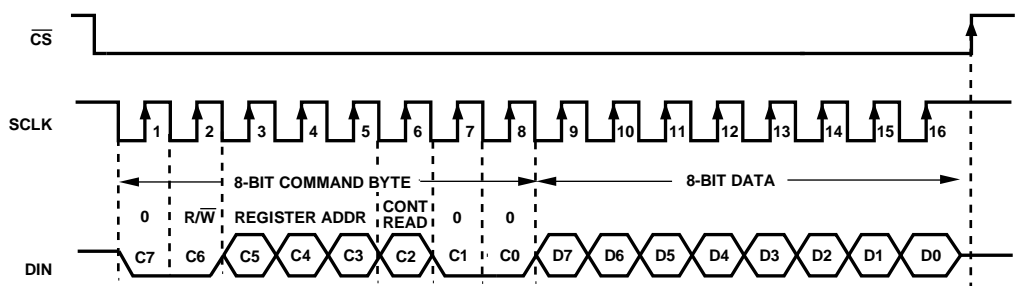 CS
SCLK
1 2 3 4 5 6 7 8 9 10 11 12 13 14 15 16
8-BIT COMMAND BYTE 8-BIT DATA
0 R/W REGISTER ADDR CONT READ 0 0
DIN
C7 C6 C5 C4 C3 C2 C1 C0 D7 D6 D5 D4 D3 D2 D1 D0